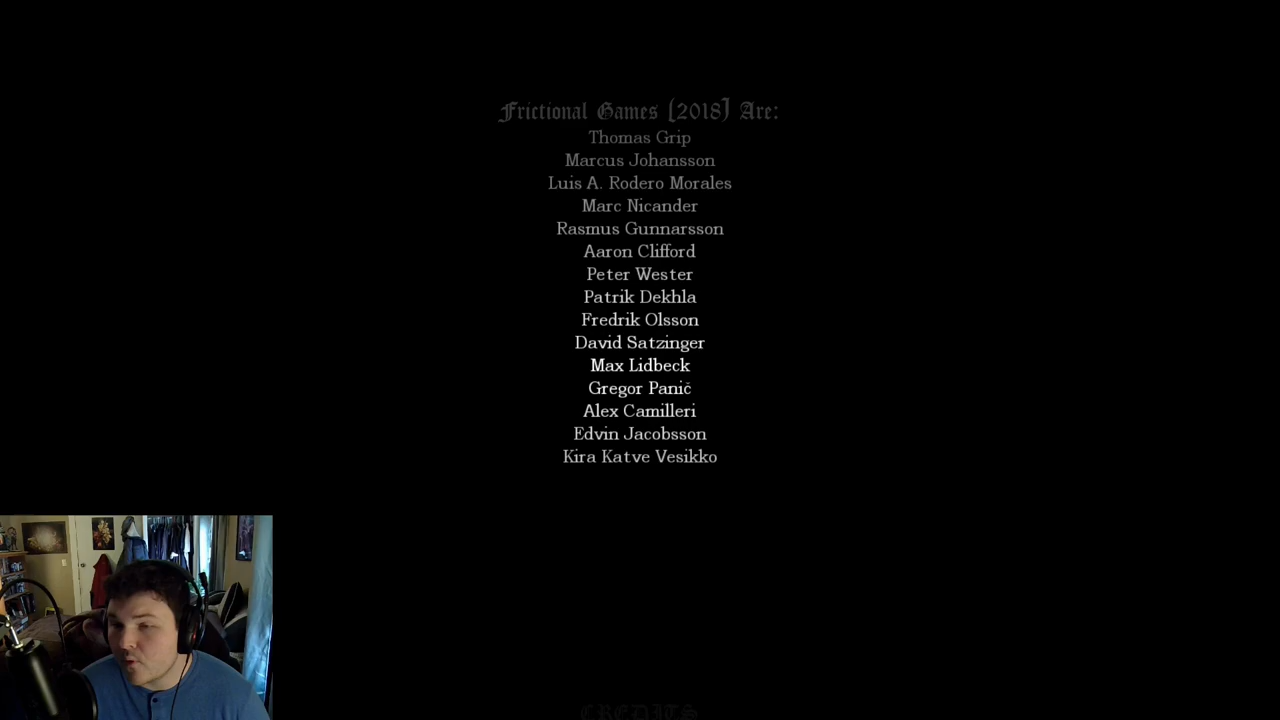 Frictional Games [2018] Are:
Thomas Grip
Marcus Johansson
Luis A. Rodero Morales
Marc Nicander
Rasmus Gunnarsson
Aaron Clifford
Peter Wester
Patrik Dekhla
Fredrik Olsson
David Satzinger
Max Lidbeck
Gregor Panič
Alex Camilleri
Edvin Jacobsson
Kira Katve Vesikko
CREDITS